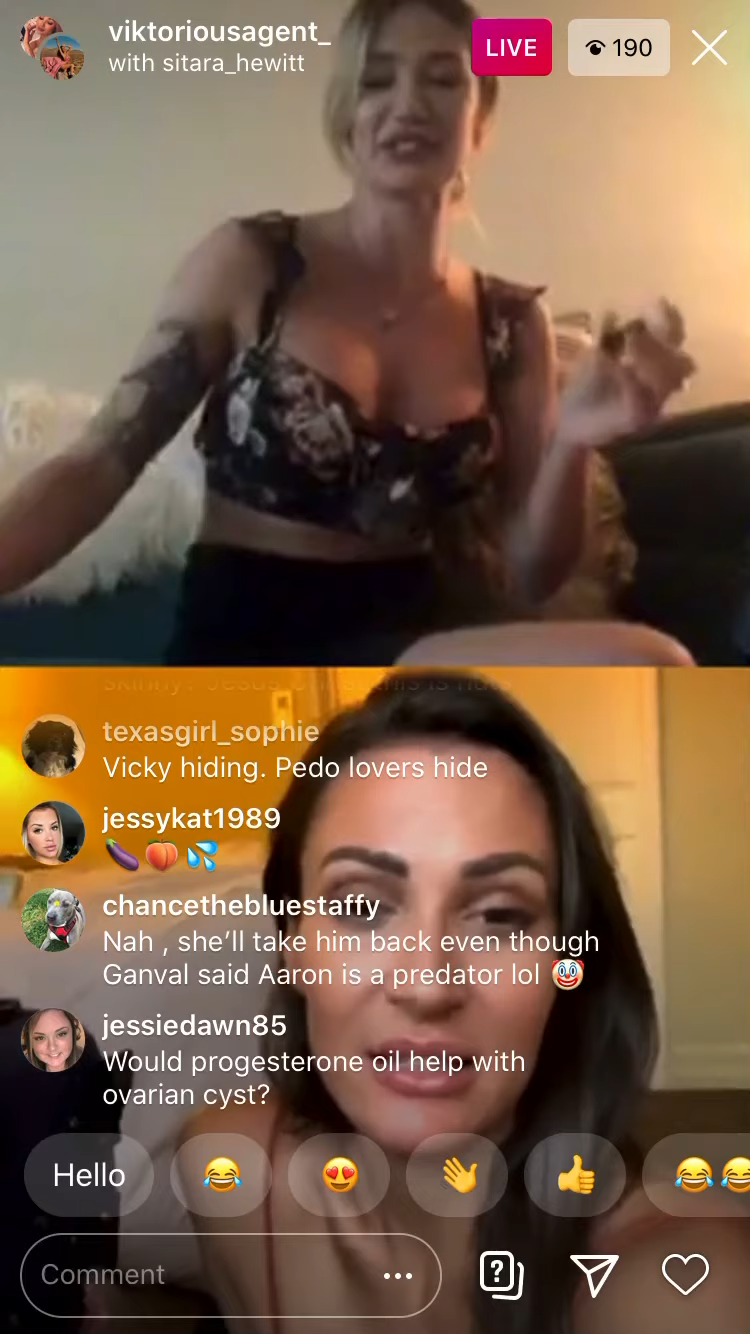 viktoriousagent_
with sitara_hewitt
LIVE
190
texasgirl_sophie
Vicky hiding. Pedo lovers hide
jessykat1989
🍆🍑💦
chancethebluestaffy
Nah , she’ll take him back even though
Ganval said Aaron is a predator lol 🤡
jessiedawn85
Would progesterone oil help with
ovarian cyst?
Hello 😂 😍 👋 👍 😂😂
Comment